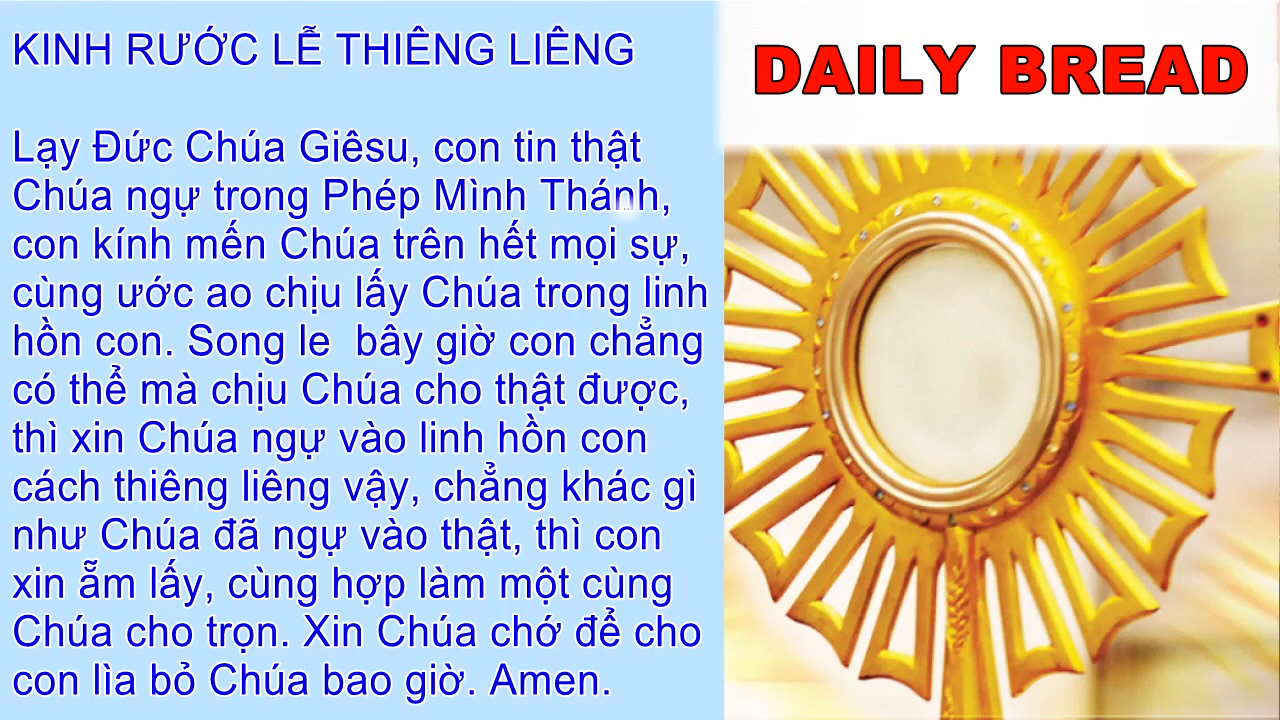 KINH RƯỚC LỄ THIÊNG LIÊNG
Lạy Đức Chúa Giêsu, con tin thật
Chúa ngự trong Phép Mình Thánh,
con kính mến Chúa trên hết mọi sự,
cùng ước ao chịu lấy Chúa trong linh
hồn con. Song le  bây giờ con chẳng
có thể mà chịu Chúa cho thật được,
thì xin Chúa ngự vào linh hồn con
cách thiêng liêng vậy, chẳng khác gì
như Chúa đã ngự vào thật, thì con
xin ẵm lấy, cùng hợp làm một cùng
Chúa cho trọn. Xin Chúa chớ để cho
con lìa bỏ Chúa bao giờ. Amen.
DAILY BREAD